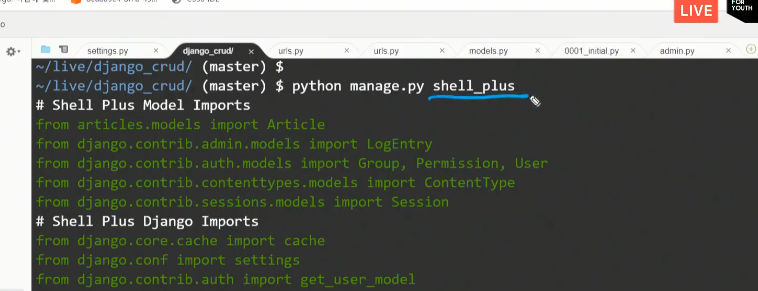 LIVE
FOR
YOUTH
settings.py × django_crud/ × urls.py × urls.py × models.py × 0001_initial.py × admin.py ×
~/live/django_crud/ (master) $
~/live/django_crud/ (master) $ python manage.py shell_plus
# Shell Plus Model Imports
from articles.models import Article
from django.contrib.admin.models import LogEntry
from django.contrib.auth.models import Group, Permission, User
from django.contrib.contenttypes.models import ContentType
from django.contrib.sessions.models import Session
# Shell Plus Django Imports
from django.core.cache import cache
from django.conf import settings
from django.contrib.auth import get_user_model